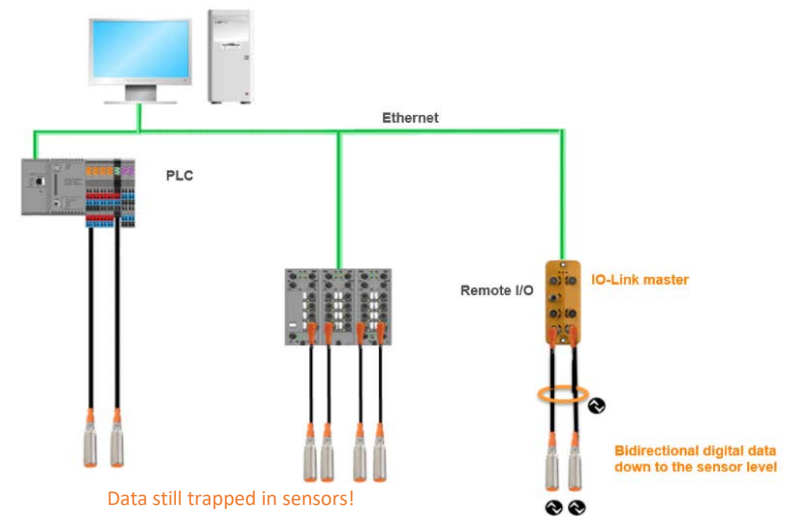 Ethernet
PLC
Remote I/O
IO-Link master
Bidirectional digital data
down to the sensor level
Data still trapped in sensors!